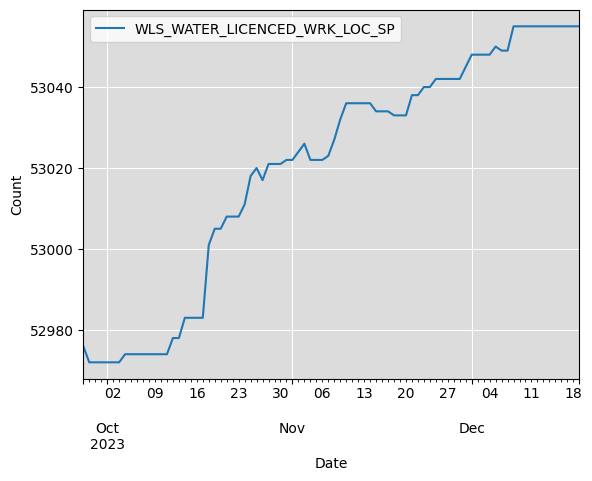 WLS_WATER_LICENCED_WRK_LOC_SP
53040
53020
53000
52980
Count
02 09 16 23 30 06 13 20 27 04 11 18
Oct Nov Dec
2023
Date